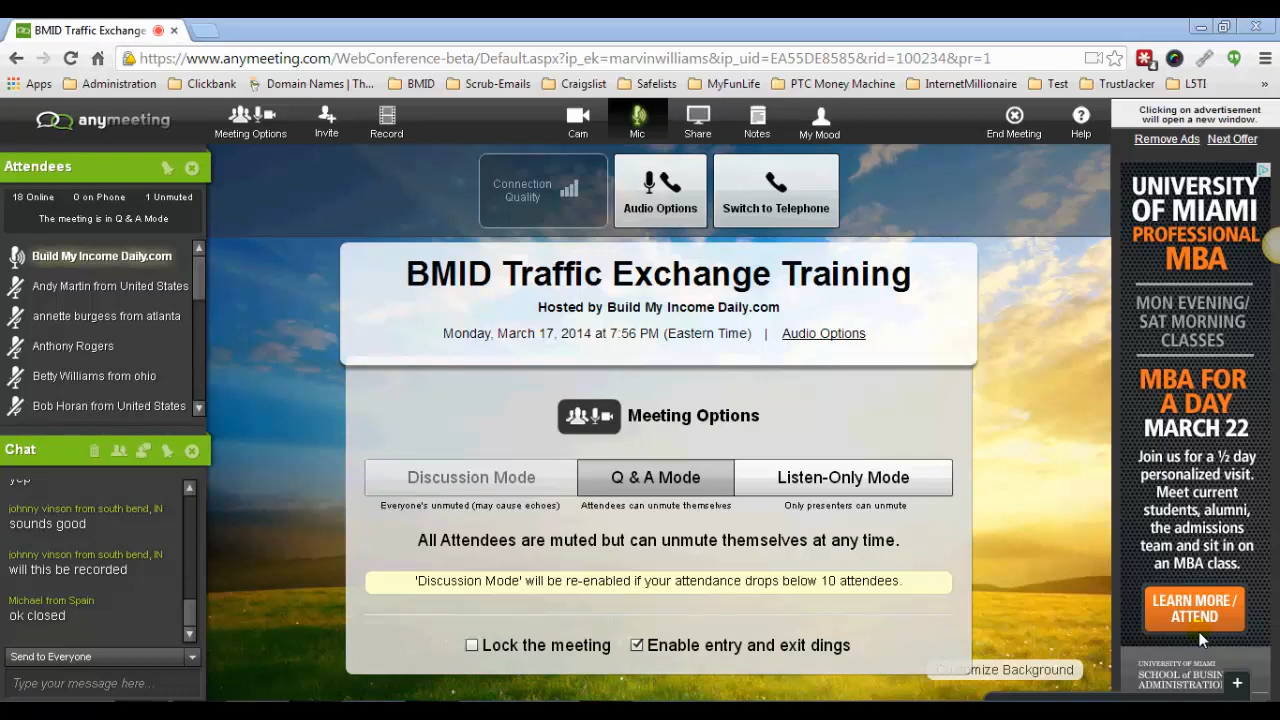 BMID Traffic Exchange
https://www.anymeeting.com/WebConference-beta/Default.aspx?ip_ek=marvinwilliams&ip_uid=EA55DE8585&rid=100234&pr=1
4
Apps Administration Clickbank Domain Names | Th... BMID Scrub-Emails Craigslist Safelists MyFunLife PTC Money Machine InternetMillionaire Test TrustJacker L5TI »
anymeeting
Meeting Options
Invite
Record
Cam
Mic
Share
Notes
My Mood
End Meeting
Help
Attendees
18 Online 0 on Phone 1 Unmuted
The meeting is in Q & A Mode
Build My Income Daily.com
Andy Martin from United States
annette burgess from atlanta
Anthony Rogers
Betty Williams from ohio
Bob Horan from United States
Chat
yep
johnny vinson from south bend, IN
sounds good
johnny vinson from south bend, IN
will this be recorded
Michael from Spain
ok closed
Send to Everyone
Type your message here...
Connection
Quality
Audio Options
Switch to Telephone
BMID Traffic Exchange Training
Hosted by Build My Income Daily.com
Monday, March 17, 2014 at 7:56 PM (Eastern Time) | Audio Options
Meeting Options
Discussion Mode
Q & A Mode
Listen-Only Mode
Everyone's unmuted (may cause echoes)
Attendees can unmute themselves
Only presenters can unmute
All Attendees are muted but can unmute themselves at any time.
'Discussion Mode' will be re-enabled if your attendance drops below 10 attendees.
Lock the meeting
Enable entry and exit dings
Customize Background
Clicking on advertisement
will open a new window.
Remove Ads Next Offer
UNIVERSITY
OF MIAMI
PROFESSIONAL
MBA
MON EVENING/
SAT MORNING
CLASSES
MBA FOR
A DAY
MARCH 22
Join us for a ½ day
personalized visit.
Meet current
students, alumni,
the admissions
team and sit in on
an MBA class.
LEARN MORE /
ATTEND
UNIVERSITY OF MIAMI
SCHOOL of BUSIN
ADMINISTRATIO
+